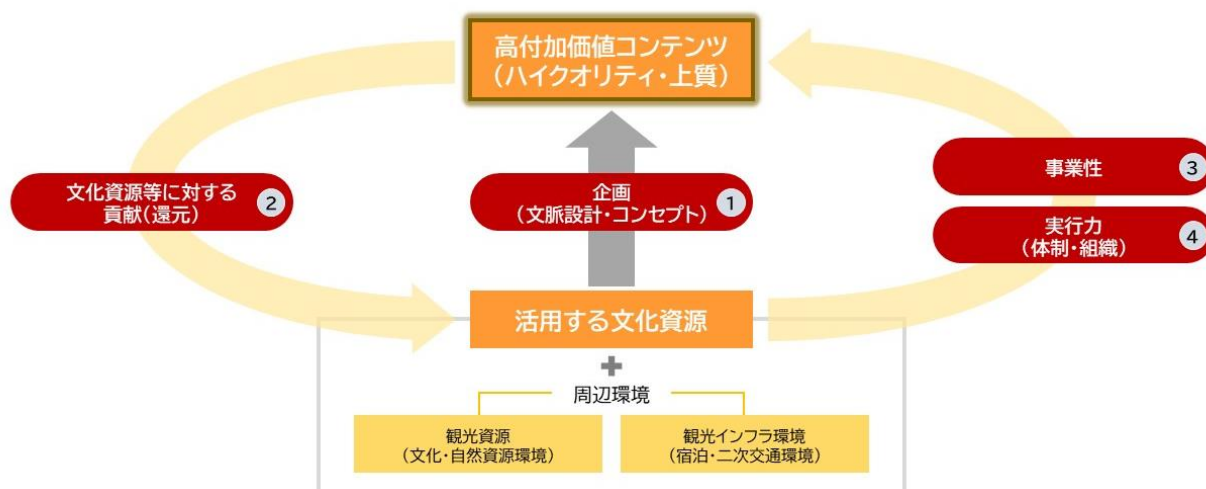 高付加価値コンテンツ
(ハイクオリティ・上質)
文化資源等に対する
貢献(還元)
2
企画
(文脈設計・コンセプト)
1
事業性
3
実行力
(体制・組織)
4
活用する文化資源
+
周辺環境
観光資源
(文化・自然資源環境)
観光インフラ環境
(宿泊・二次交通環境)